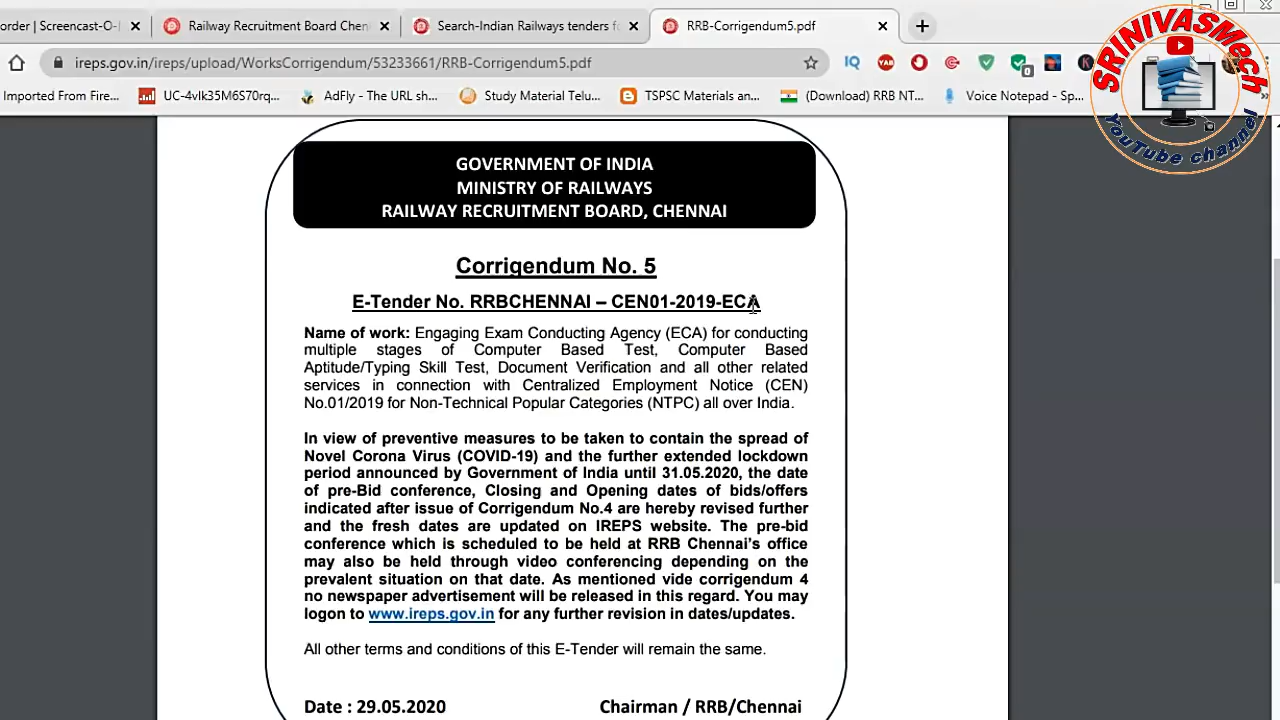 order | Screencast-O-
Railway Recruitment Board Chen
Railways tenders fo
RRB-Corrigendum5.pdf
ireps.gov.in/ireps/upload/WorksCorrigendum/53233661/RRB-Corrigendum5.pdf
IQ
YAB
0
K
Imported From Fire...
UC-4vlk35M6S70rq...
AdFly - The URL sh...
Study Material Telu...
TSPSC Materials an...
(Download) RRB NT...
Voice Notepad - Sp...
SRINIVASMech
YouTube channel
GOVERNMENT OF INDIA
MINISTRY OF RAILWAYS
RAILWAY RECRUITMENT BOARD, CHENNAI
Corrigendum No. 5
E-Tender No. RRBCHENNAI – CEN01-2019-ECA
Name of work: Engaging Exam Conducting Agency (ECA) for conducting
multiple stages of Computer Based Test, Computer Based
Aptitude/Typing Skill Test, Document Verification and all other related
services in connection with Centralized Employment Notice (CEN)
No.01/2019 for Non-Technical Popular Categories (NTPC) all over India.
In view of preventive measures to be taken to contain the spread of
Novel Corona Virus (COVID-19) and the further extended lockdown
period announced by Government of India until 31.05.2020, the date
of pre-Bid conference, Closing and Opening dates of bids/offers
indicated after issue of Corrigendum No.4 are hereby revised further
and the fresh dates are updated on IREPS website. The pre-bid
conference which is scheduled to be held at RRB Chennai's office
may also be held through video conferencing depending on the
prevalent situation on that date. As mentioned vide corrigendum 4
no newspaper advertisement will be released in this regard. You may
logon to www.ireps.gov.in for any further revision in dates/updates.
All other terms and conditions of this E-Tender will remain the same.
Date : 29.05.2020
Chairman / RRB/Chennai